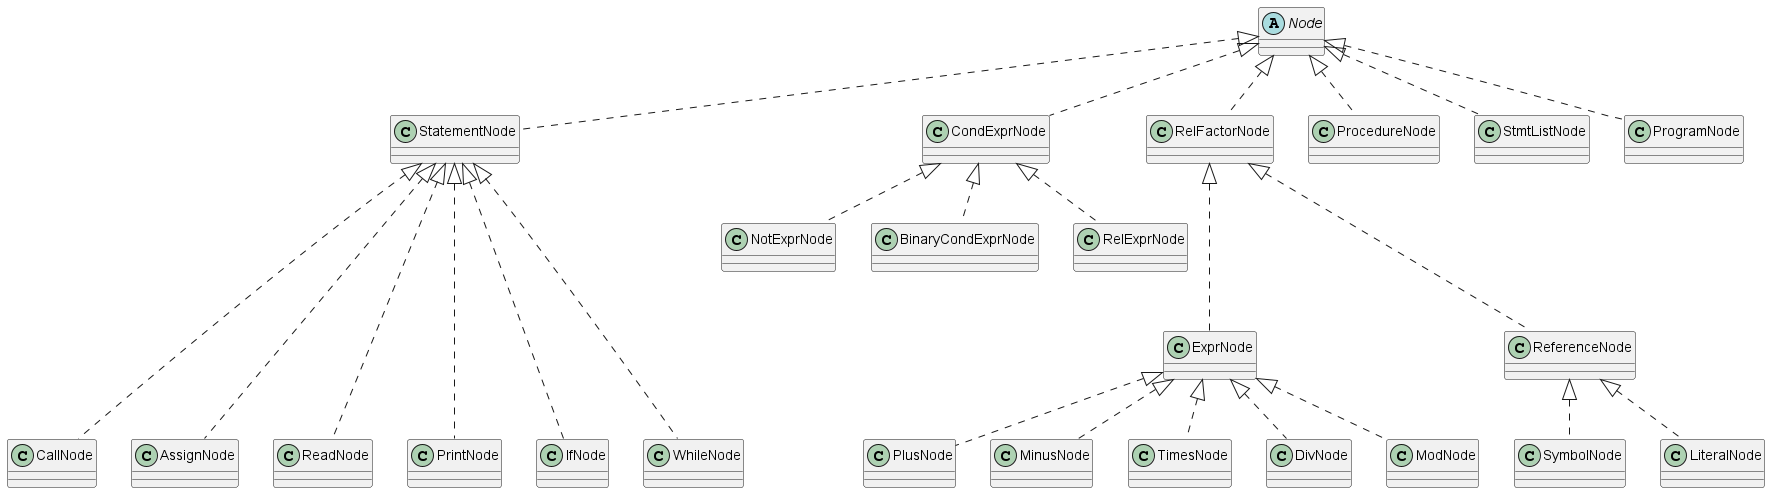 A Node
C StatementNode
C CondExprNode
C RelFactorNode
C ProcedureNode
C StmtListNode
C ProgramNode
C NotExprNode
C BinaryCondExprNode
C RelExprNode
C ExprNode
C ReferenceNode
C CallNode
C AssignNode
C ReadNode
C PrintNode
C IfNode
C WhileNode
C PlusNode
C MinusNode
C TimesNode
C DivNode
C ModNode
C SymbolNode
C LiteralNode